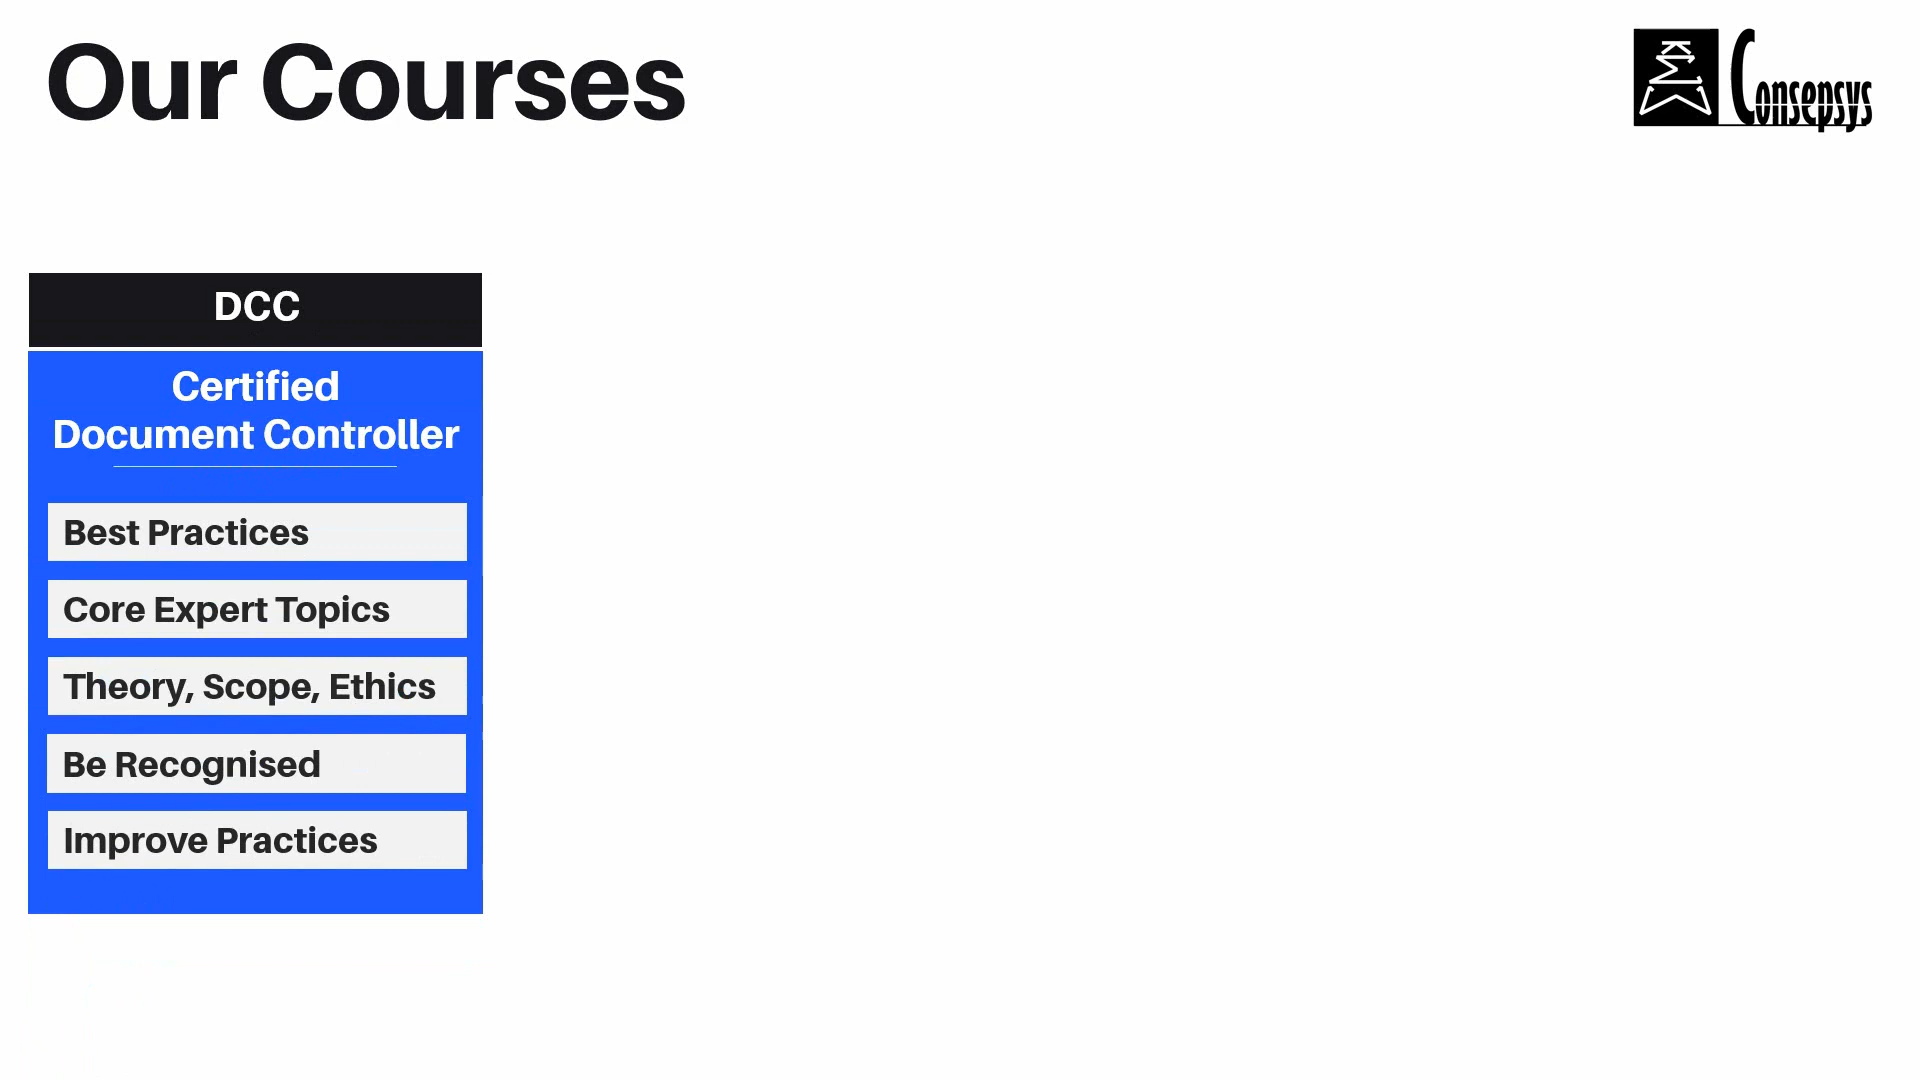 Our Courses
Consepsys
DCC
Certified
Document Controller
Best Practices
Core Expert Topics
Theory, Scope, Ethics
Be Recognised
Improve Practices